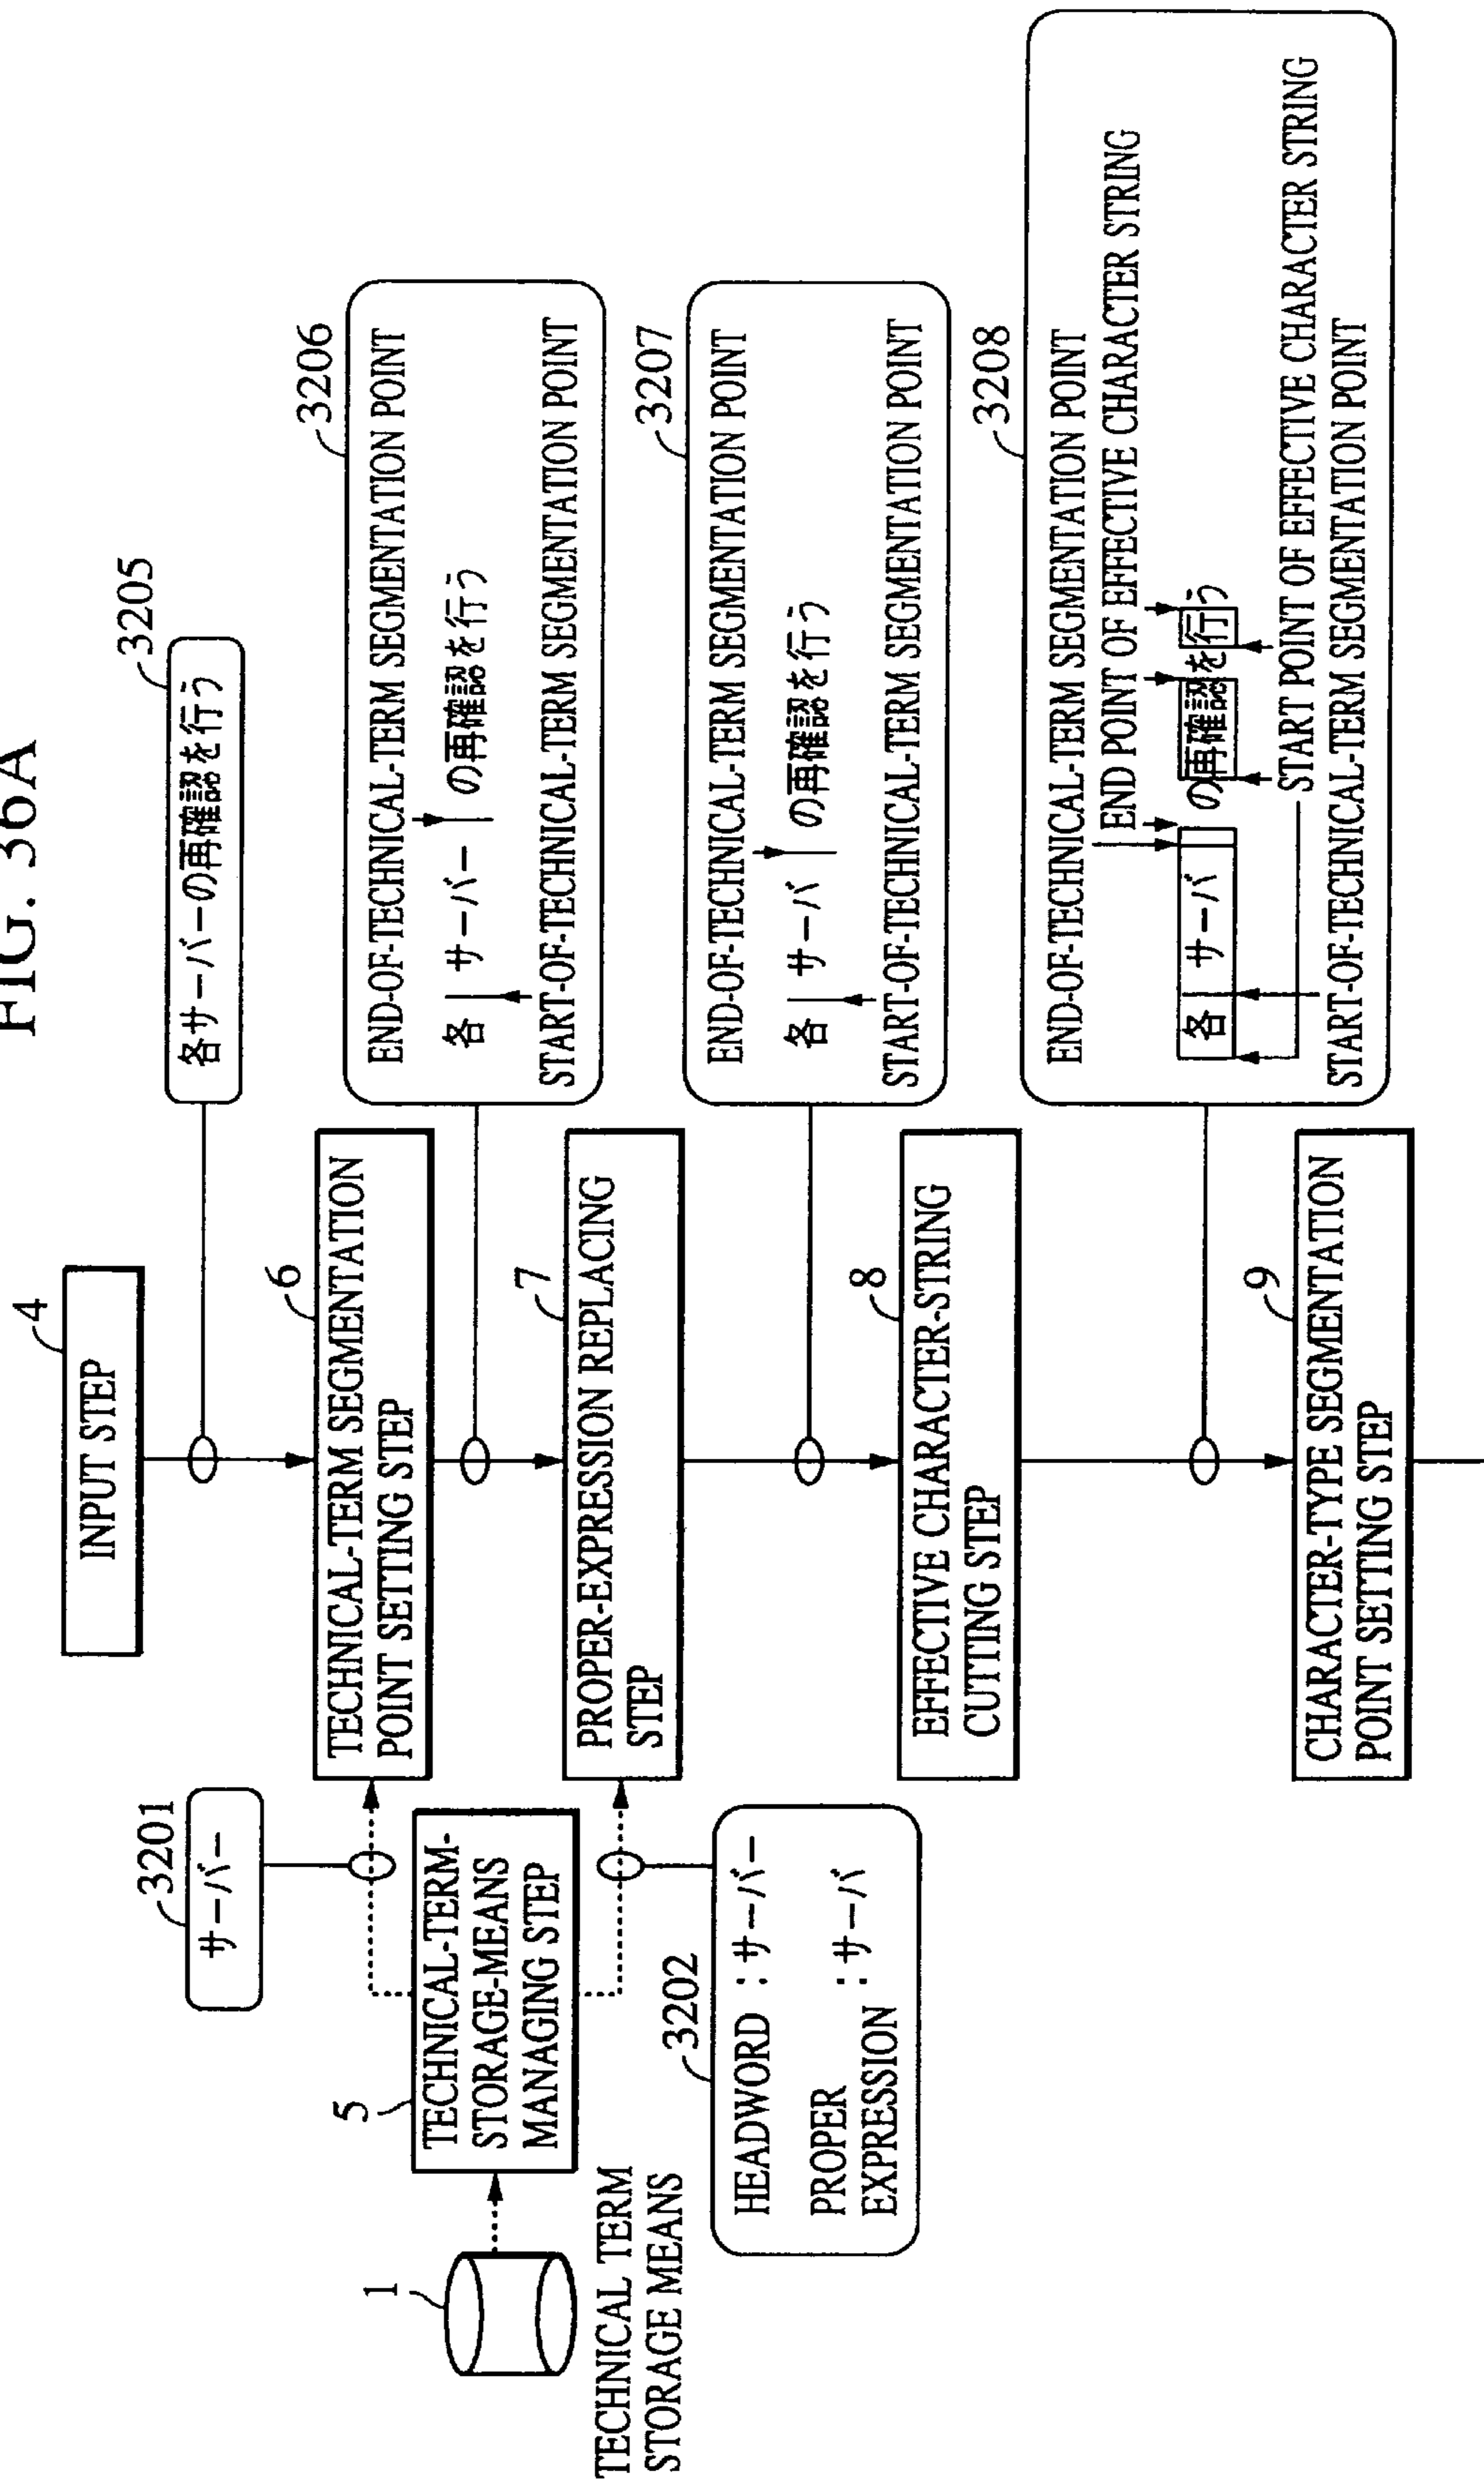 FIG. 36A
4
INPUT STEP
3205
各サーバーの再確認を行う
3201
サーバー
6
TECHNICAL-TERM SEGMENTATION
POINT SETTING STEP
3206
END-OF-TECHNICAL-TERM SEGMENTATION POINT
各 サーバー の再確認を行う
START-OF-TECHNICAL-TERM SEGMENTATION POINT
1
TECHNICAL TERM
STORAGE MEANS
5
TECHNICAL-TERM-
STORAGE-MEANS
MANAGING STEP
7
PROPER-EXPRESSION REPLACING
STEP
3207
END-OF-TECHNICAL-TERM SEGMENTATION POINT
各 サーバ の再確認を行う
START-OF-TECHNICAL-TERM SEGMENTATION POINT
3202
HEADWORD : サーバー
PROPER
EXPRESSION : サーバ
8
EFFECTIVE CHARACTER-STRING
CUTTING STEP
3208
END-OF-TECHNICAL-TERM SEGMENTATION POINT
END POINT OF EFFECTIVE CHARACTER STRING
各 サーバ の再確認を行う
START POINT OF EFFECTIVE CHARACTER STRING
START-OF-TECHNICAL-TERM SEGMENTATION POINT
9
CHARACTER-TYPE SEGMENTATION
POINT SETTING STEP